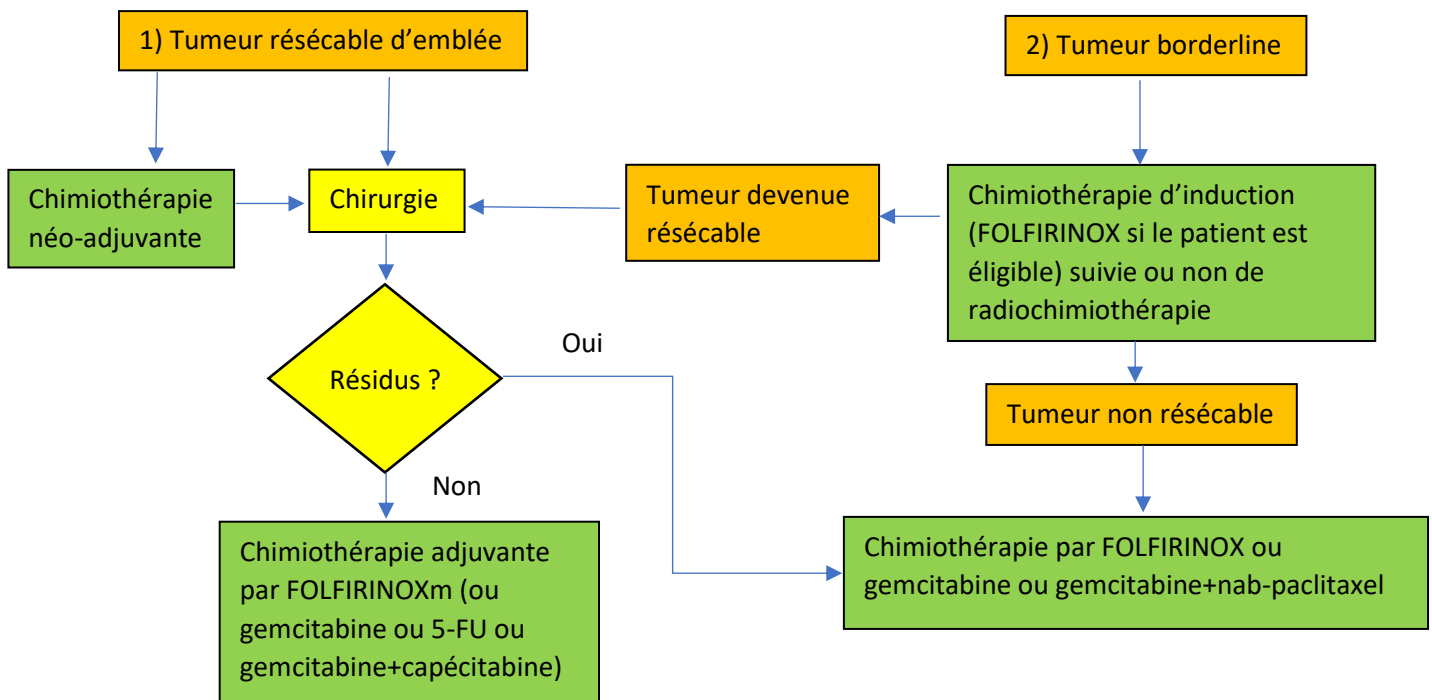 1) Tumeur résécable d’emblée
2) Tumeur borderline
Chimiothérapie
néo-adjuvante
Chirurgie
Tumeur devenue
résécable
Chimiothérapie d’induction
(FOLFIRINOX si le patient est
éligible) suivie ou non de
radiochimiothérapie
Résidus ?
Oui
Tumeur non résécable
Non
Chimiothérapie adjuvante
par FOLFIRINOXm (ou
gemcitabine ou 5-FU ou
gemcitabine+capécitabine)
Chimiothérapie par FOLFIRINOX ou
gemcitabine ou gemcitabine+nab-paclitaxel